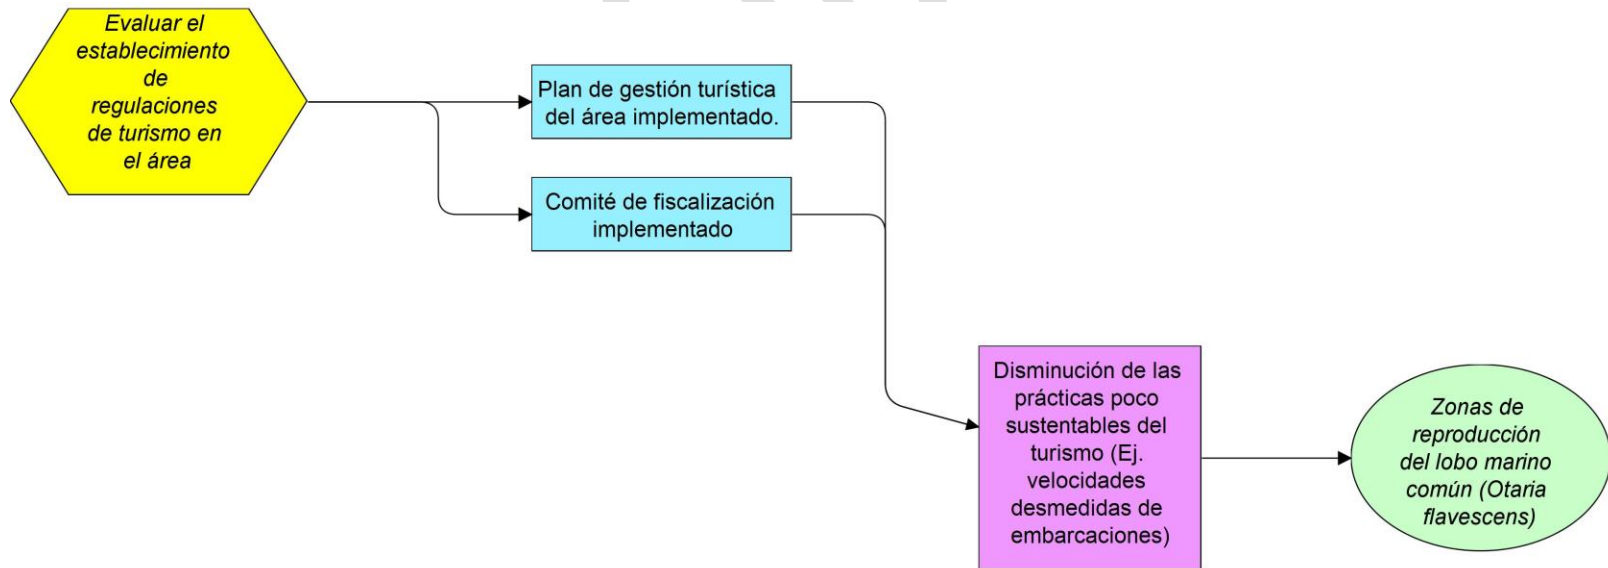 Evaluar el
establecimiento
de
regulaciones
de turismo en
el área
Plan de gestión turística
del área implementado.
Comité de fiscalización
implementado
Disminución de las
prácticas poco
sustentables del
turismo (Ej.
velocidades
desmedidas de
embarcaciones)
Zonas de
reproducción
del lobo marino
común (Otaria
flavescens)